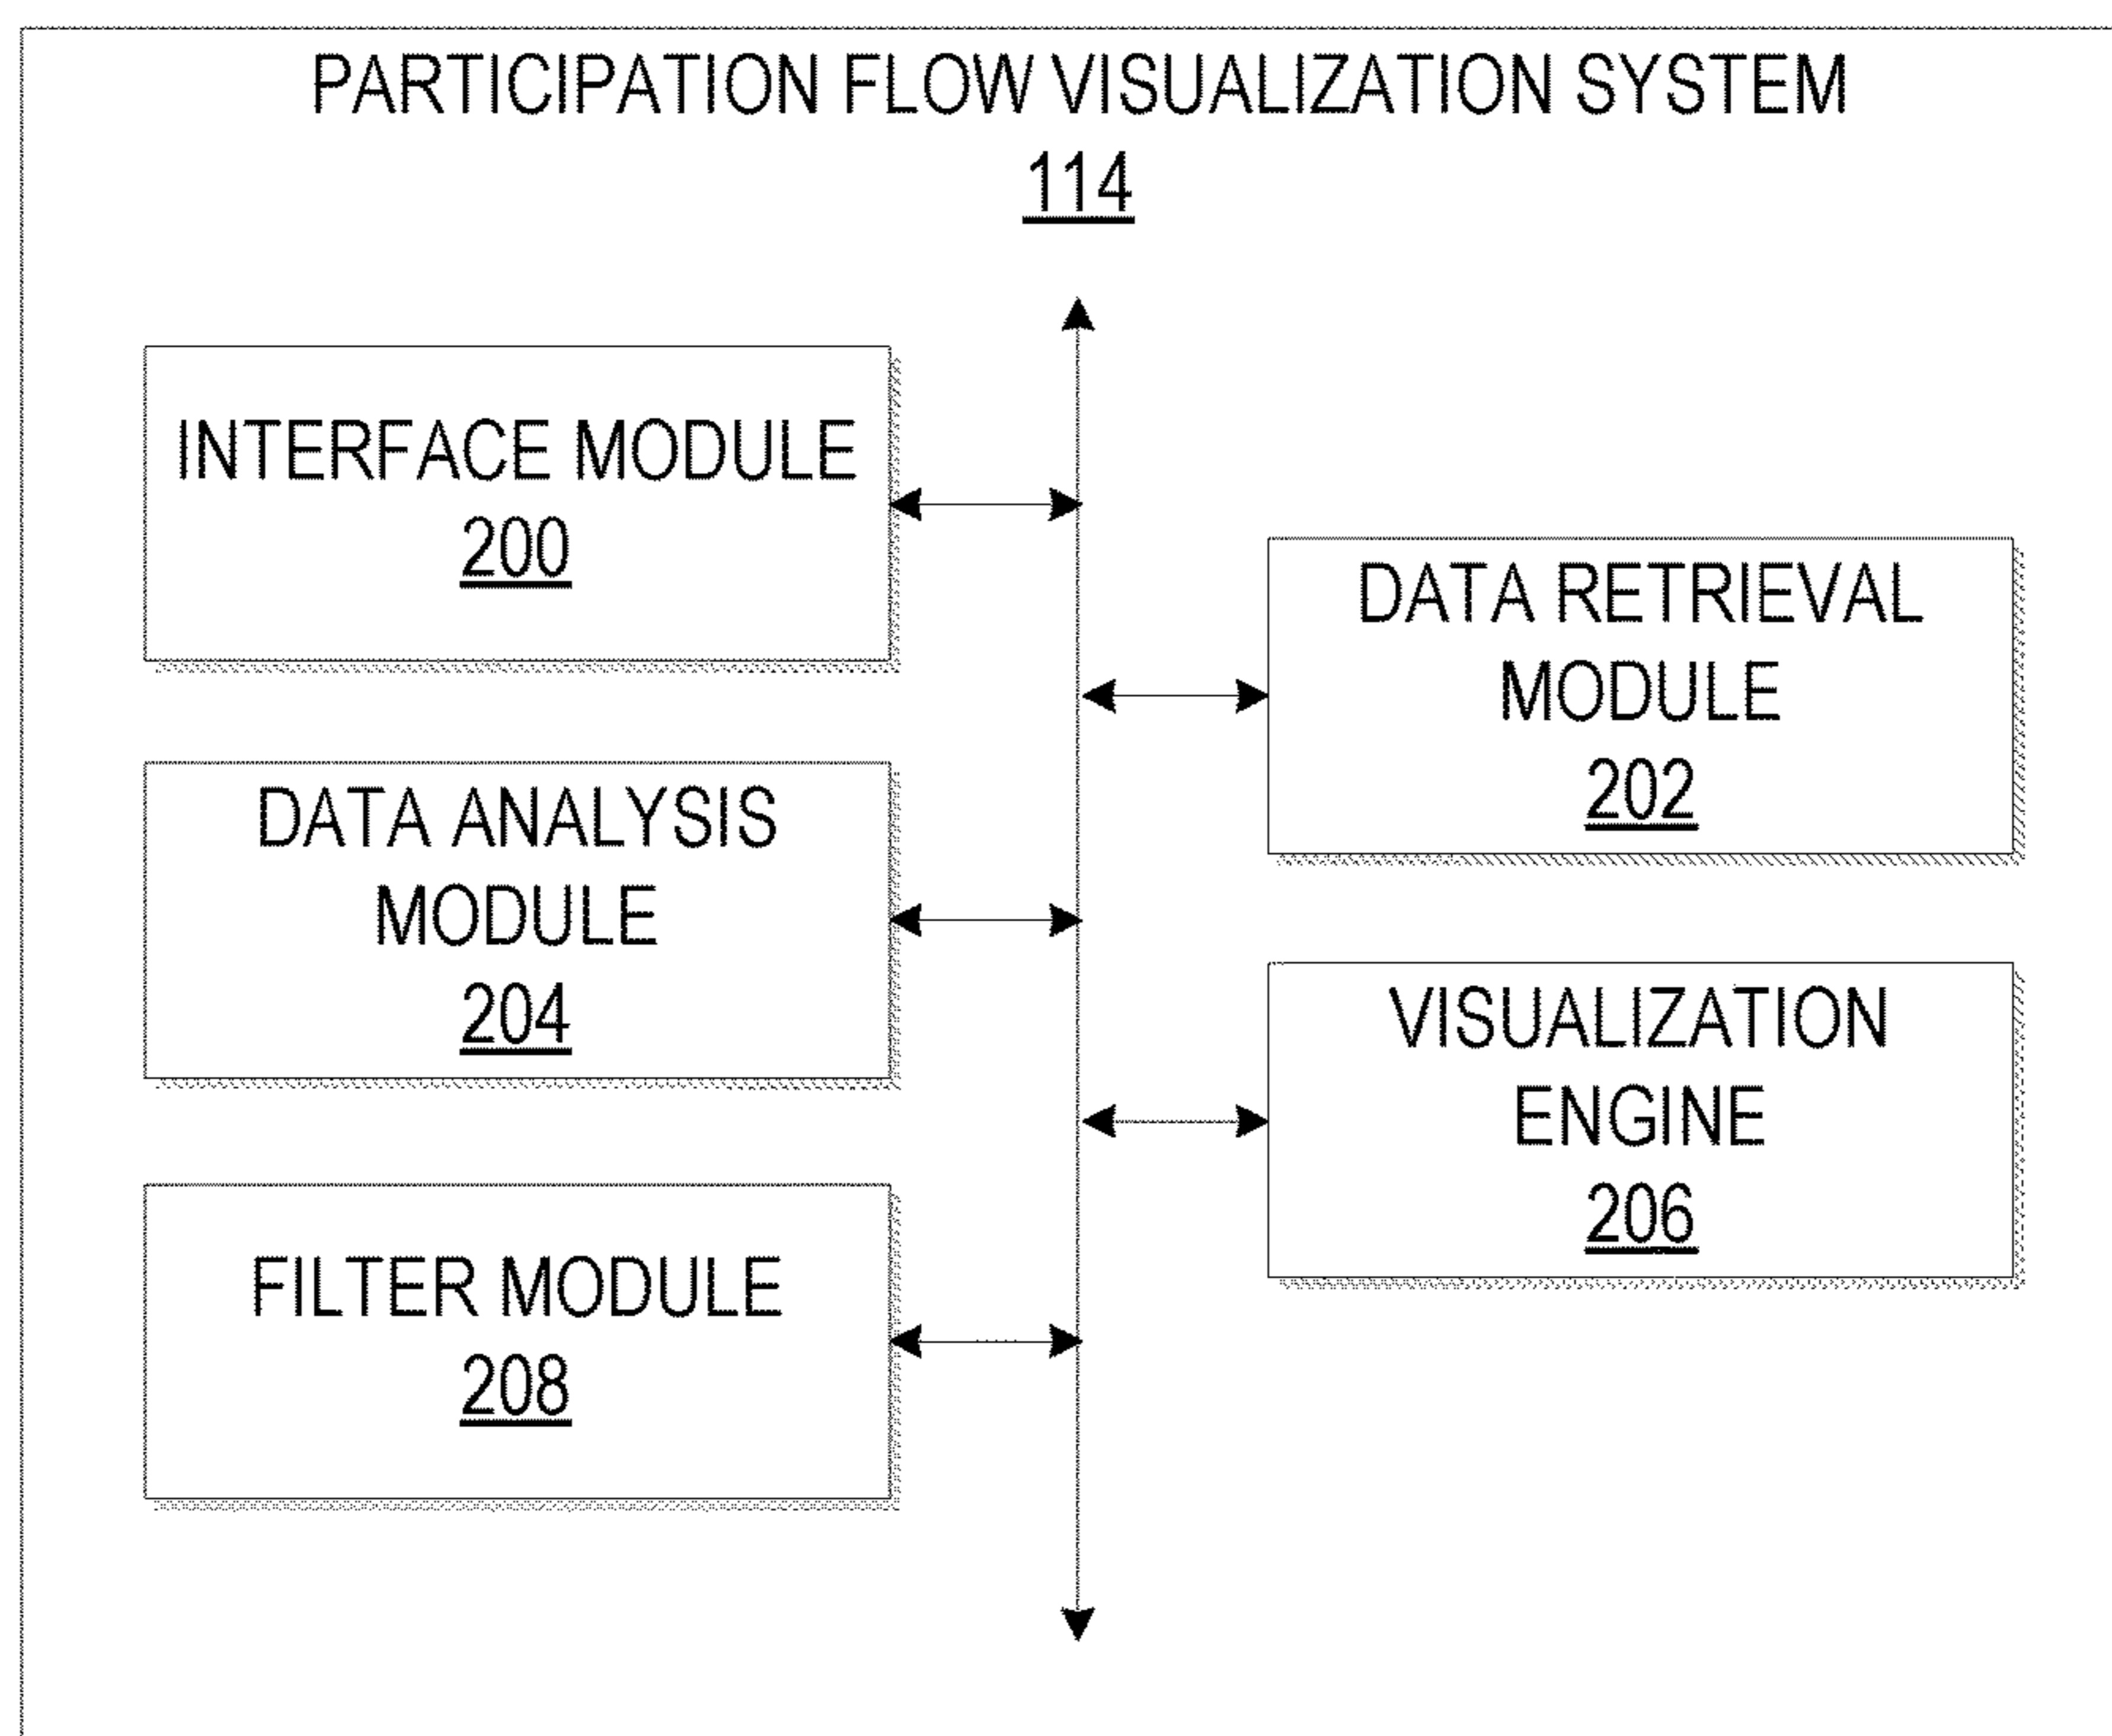 PARTICIPATION FLOW VISUALIZATION SYSTEM
114
INTERFACE MODULE
200
DATA RETRIEVAL
MODULE
202
DATA ANALYSIS
MODULE
204
VISUALIZATION
ENGINE
206
FILTER MODULE
208